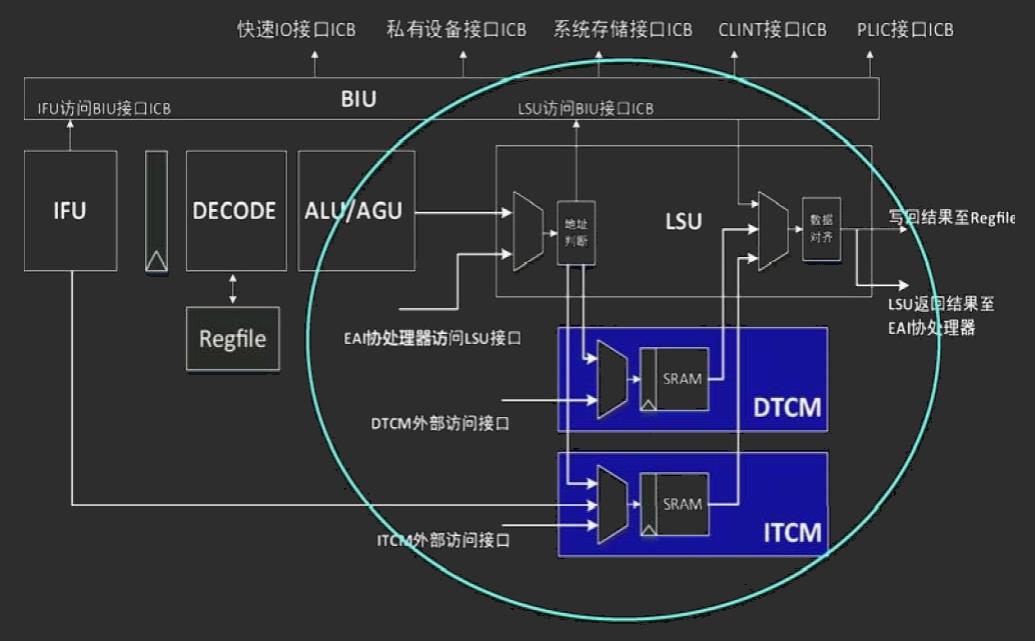 快速IO接口ICB
私有设备接口ICB
系统存储接口ICB
CLINT接口ICB
PLIC接口ICB
BIU
IFU访问BIU接口ICB
LSU访问BIU接口ICB
IFU
DECODE
ALU/AGU
地址
判断
LSU
数据
对齐
写回结果至Regfile
LSU返回结果至
EAI协处理器
Regfile
EAI协处理器访问LSU接口
SRAM
DTCM
DTCM外部访问接口
SRAM
ITCM
ITCM外部访问接口